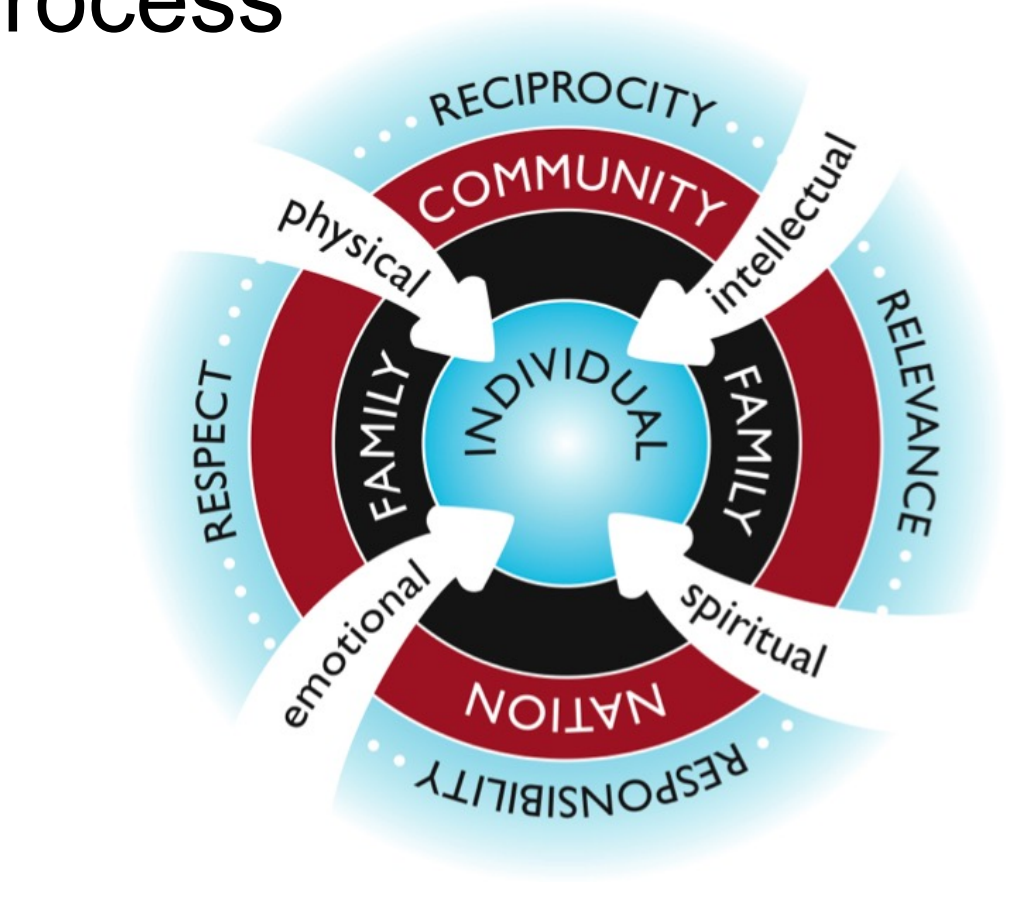 rocess
RECIPROCITY
COMMUNITY
physical
intellectual
INDIVIDUAL
FAMILY
FAMILY
RESPECT
RELEVANCE
emotional
spiritual
NATION
RESPONSIBILITY